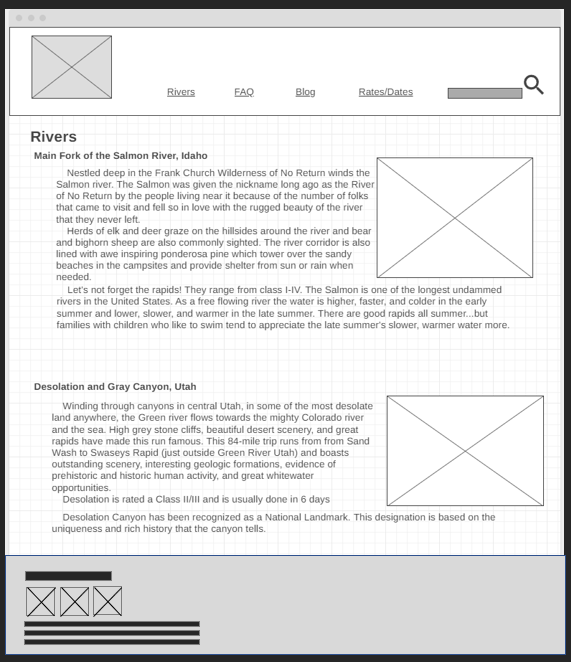 Rivers FAQ Blog Rates/Dates
Rivers
Main Fork of the Salmon River, Idaho
Nestled deep in the Frank Church Wilderness of No Return winds the
Salmon river. The Salmon was given the nickname long ago as the River
of No Return by the people living near it because of the number of folks
that came to visit and fell so in love with the rugged beauty of the river
that they never left.
Herds of elk and deer graze on the hillsides around the river and bear
and bighorn sheep are also commonly sighted. The river corridor is also
lined with awe inspiring ponderosa pine which tower over the sandy
beaches in the campsites and provide shelter from sun or rain when
needed.
Let's not forget the rapids! They range from class I-IV. The Salmon is one of the longest undammed
rivers in the United States. As a free flowing river the water is higher, faster, and colder in the early
summer and lower, slower, and warmer in the late summer. There are good rapids all summer...but
families with children who like to swim tend to appreciate the late summer's slower, warmer water more.
Desolation and Gray Canyon, Utah
Winding through canyons in central Utah, in some of the most desolate
land anywhere, the Green river flows towards the mighty Colorado river
and the sea. High grey stone cliffs, beautiful desert scenery, and great
rapids have made this run famous. This 84-mile trip runs from from Sand
Wash to Swaseys Rapid (just outside Green River Utah) and boasts
outstanding scenery, interesting geologic formations, evidence of
prehistoric and historic human activity, and great whitewater
opportunities.
Desolation is rated a Class II/III and is usually done in 6 days
Desolation Canyon has been recognized as a National Landmark. This designation is based on the
uniqueness and rich history that the canyon tells.